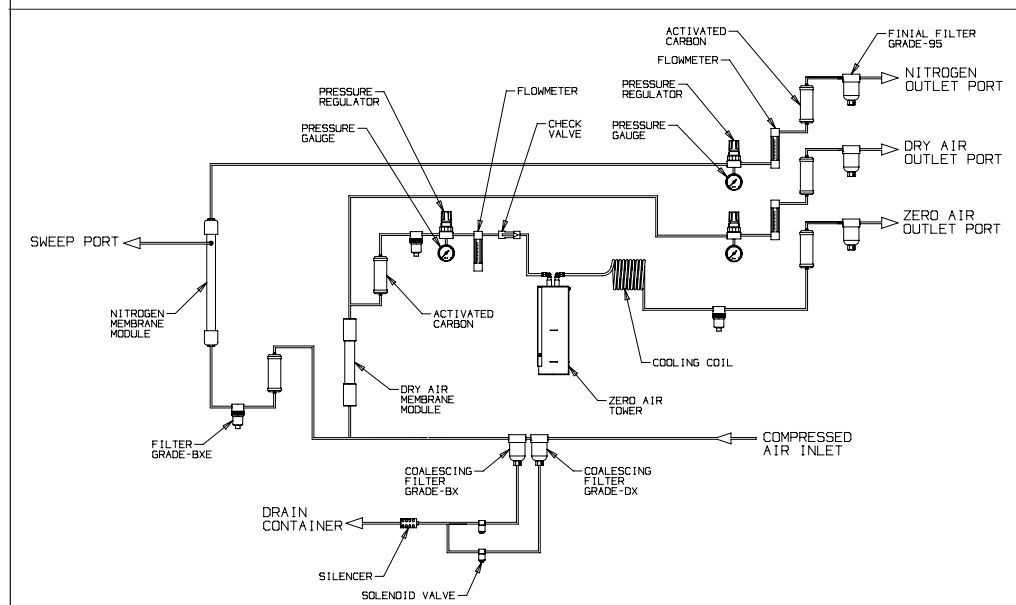 ACTIVATED
CARBON
FINIAL FILTER
GRADE-95
FLOWMETER
NITROGEN
OUTLET PORT
PRESSURE
REGULATOR
FLOWMETER
PRESSURE
REGULATOR
PRESSURE
GAUGE
CHECK
VALVE
PRESSURE
GAUGE
DRY AIR
OUTLET PORT
ZERO AIR
OUTLET PORT
SWEEP PORT
NITROGEN
MEMBRANE
MODULE
ACTIVATED
CARBON
COOLING COIL
DRY AIR
MEMBRANE
MODULE
ZERO AIR
TOWER
FILTER
GRADE-BXE
COMPRESSED
AIR INLET
COALESCING
FILTER
GRADE-BX
COALESCING
FILTER
GRADE-DX
DRAIN
CONTAINER
SILENCER
SOLENOID VALVE